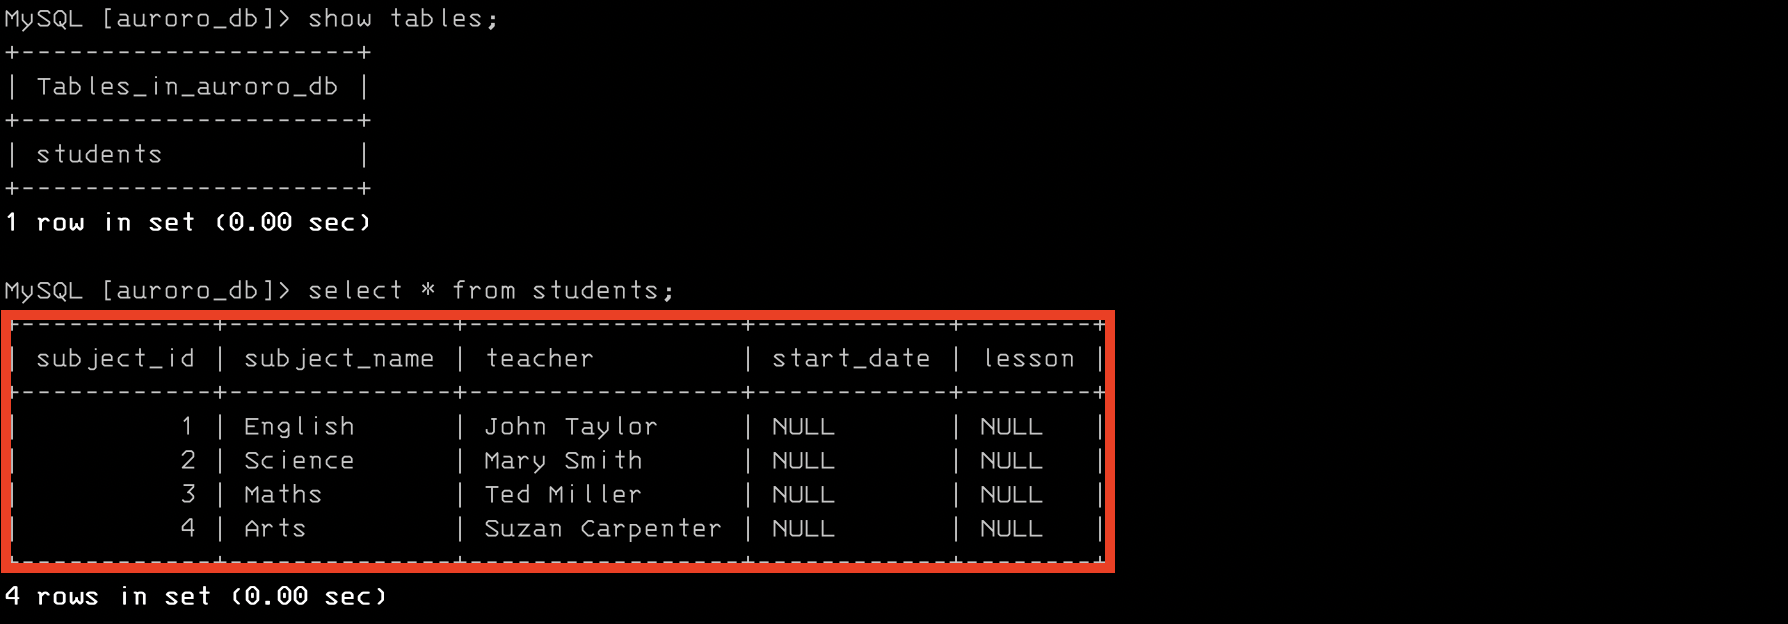 MySQL [auroro_db]> show tables;
+---------------------+
| Tables_in_auroro_db |
+---------------------+
| students            |
+---------------------+
1 row in set (0.00 sec)

MySQL [auroro_db]> select * from students;
+------------+--------------+-----------------+------------+--------+
| subject_id | subject_name | teacher         | start_date | lesson |
+------------+--------------+-----------------+------------+--------+
|          1 | English      | John Taylor     | NULL       | NULL   |
|          2 | Science      | Mary Smith      | NULL       | NULL   |
|          3 | Maths        | Ted Miller      | NULL       | NULL   |
|          4 | Arts         | Suzan Carpenter | NULL       | NULL   |
+------------+--------------+-----------------+------------+--------+
4 rows in set (0.00 sec)